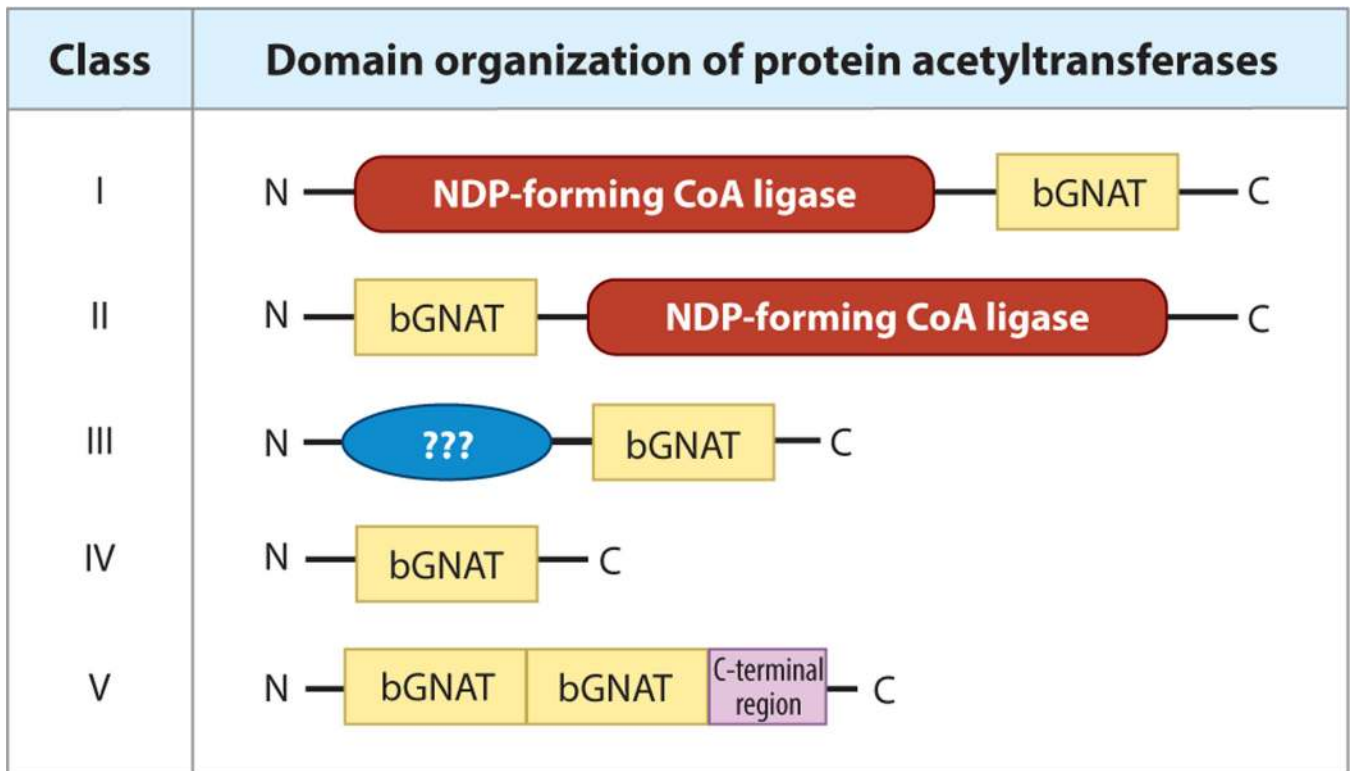 Class Domain organization of protein acetyltransferases
I N NDP-forming CoA ligase bGNAT C
II N bGNAT NDP-forming CoA ligase C
III N ??? bGNAT C
IV N bGNAT C
V N bGNAT bGNAT C-terminal region C